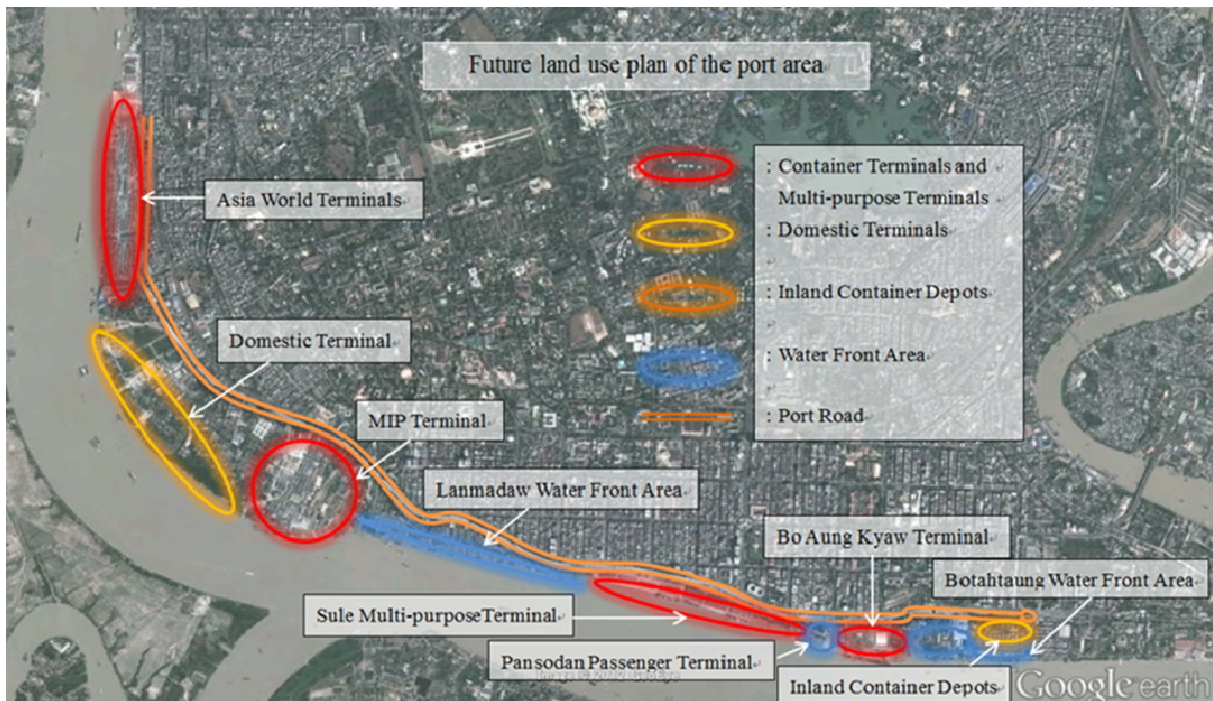 Future land use plan of the port area
: Container Terminals and
Multi-purpose Terminals
: Domestic Terminals
: Inland Container Depots
: Water Front Area
: Port Road
Asia World Terminals
Domestic Terminal
MIP Terminal
Lanmadaw Water Front Area
Bo Aung Kyaw Terminal
Botahtaung Water Front Area
Sule Multi-purpose Terminal
Pansodan Passenger Terminal
Inland Container Depots
Google earth